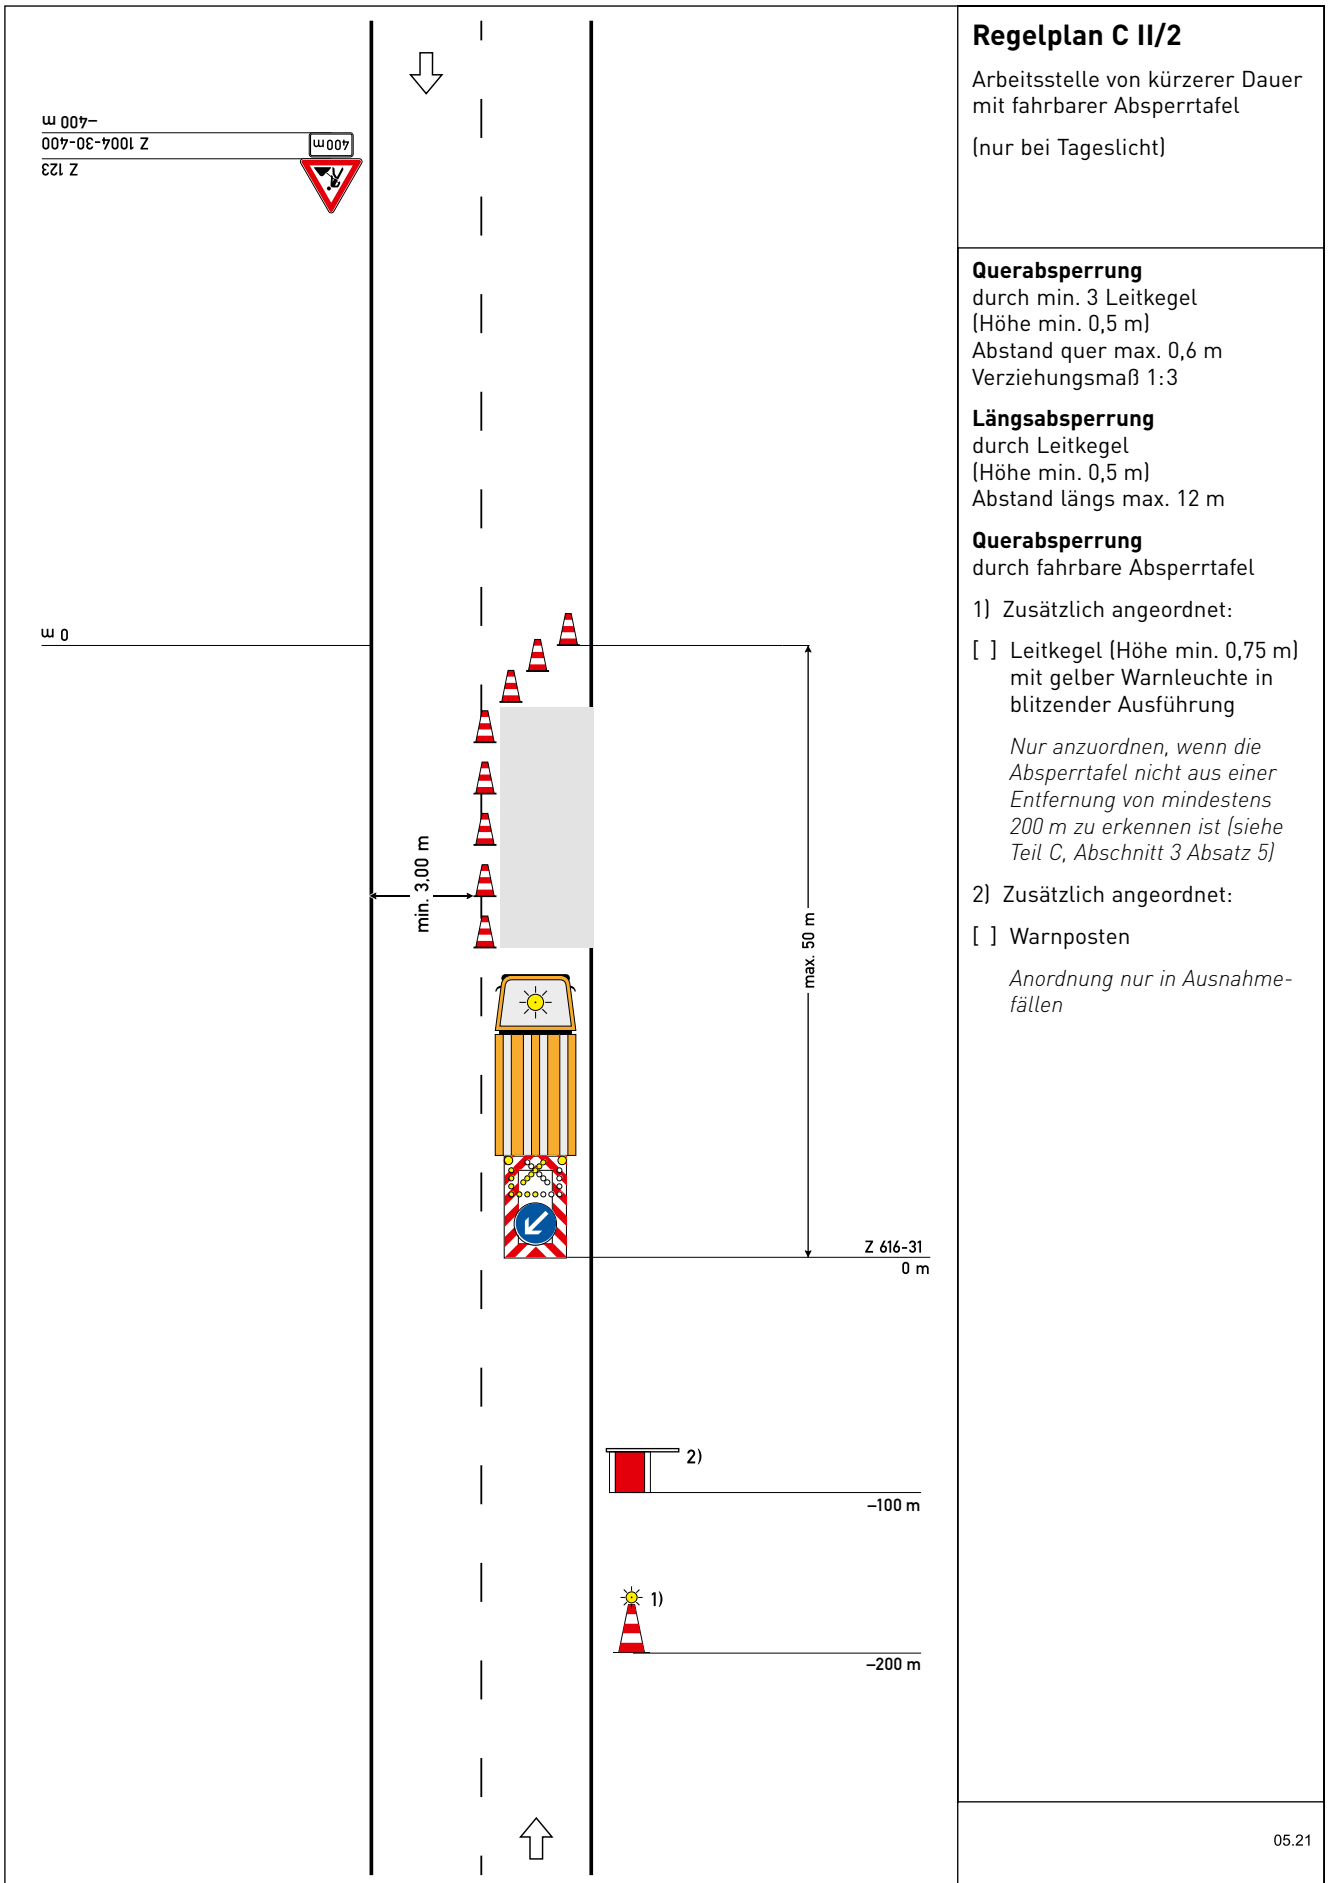 Regelplan C II/2
Arbeitsstelle von kürzerer Dauer
mit fahrbarer Absperrtafel
(nur bei Tageslicht)
Querabsperrung
durch min. 3 Leitkegel
(Höhe min. 0,5 m)
Abstand quer max. 0,6 m
Verziehungsmaß 1:3
Längsabsperrung
durch Leitkegel
(Höhe min. 0,5 m)
Abstand längs max. 12 m
Querabsperrung
durch fahrbare Absperrtafel
1) Zusätzlich angeordnet:
[ ] Leitkegel (Höhe min. 0,75 m)
mit gelber Warnleuchte in
blitzender Ausführung
Nur anzuordnen, wenn die
Absperrtafel nicht aus einer
Entfernung von mindestens
200 m zu erkennen ist (siehe
Teil C, Abschnitt 3 Absatz 5)
2) Zusätzlich angeordnet:
[ ] Warnposten
Anordnung nur in Ausnahme-
fällen
05.21
–400 m
Z 1004-30-400
400m
Z 123
0 m
min. 3,00 m
max. 50 m
Z 616-31
0 m
2)
–100 m
1)
–200 m